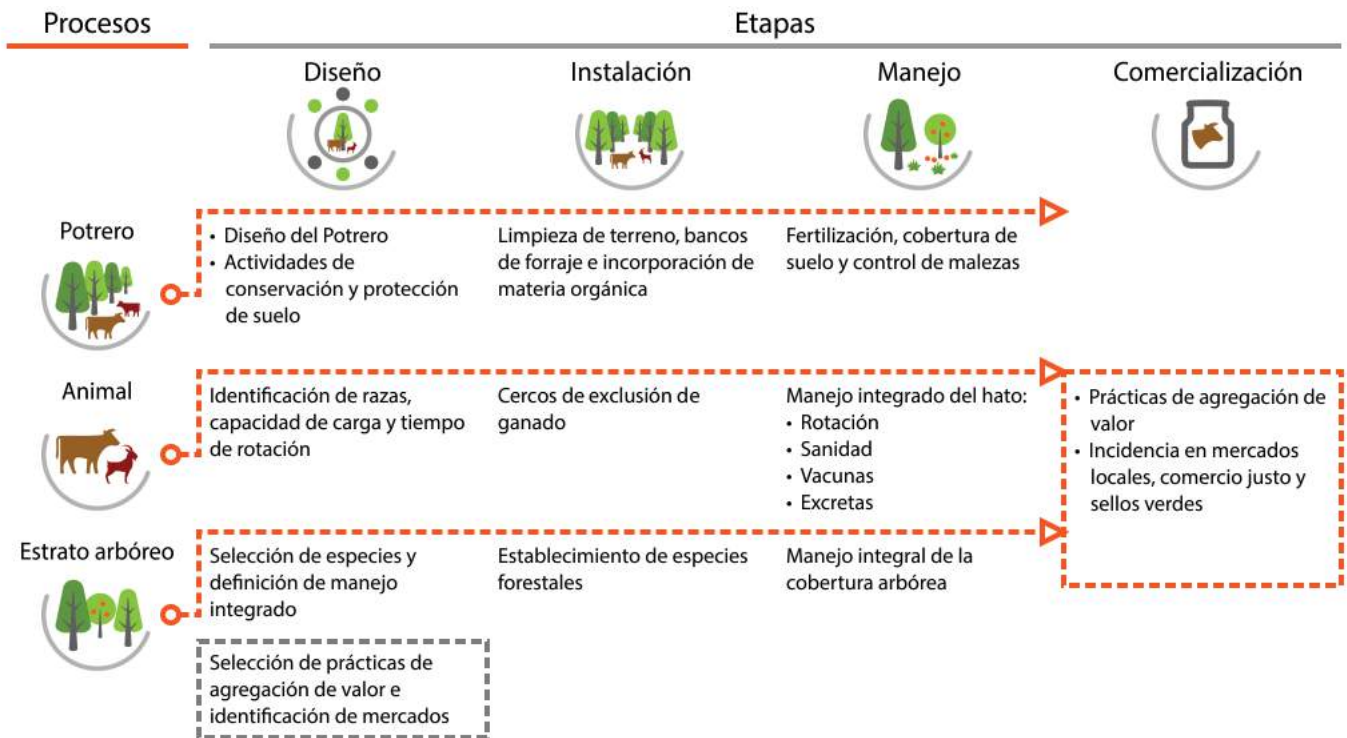 Procesos
Etapas
Diseño
Instalación
Manejo
Comercialización
Potrero
• Diseño del Potrero
• Actividades de
conservación y protección
de suelo
Limpieza de terreno, bancos
de forraje e incorporación de
materia orgánica
Fertilización, cobertura de
suelo y control de malezas
Animal
Identificación de razas,
capacidad de carga y tiempo
de rotación
Cercos de exclusión de
ganado
Manejo integrado del hato:
• Rotación
• Sanidad
• Vacunas
• Excretas
• Prácticas de agregación de
valor
• Incidencia en mercados
locales, comercio justo y
sellos verdes
Estrato arbóreo
Selección de especies y
definición de manejo
integrado
Establecimiento de especies
forestales
Manejo integral de la
cobertura arbórea
Selección de prácticas de
agregación de valor e
identificación de mercados